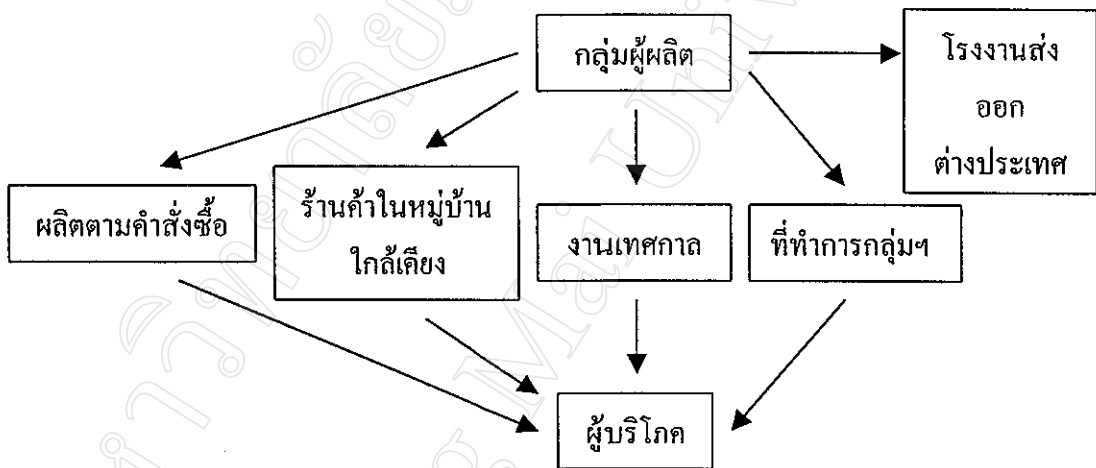 กลุ่มผู้ผลิต
โรงงานส่ง
ออก
ต่างประเทศ
ผลิตตามคำสั่งซื้อ
ร้านค้าในหมู่บ้าน
ใกล้เคียง
งานเทศกาล
ที่ทำการกลุ่มฯ
ผู้บริโภค